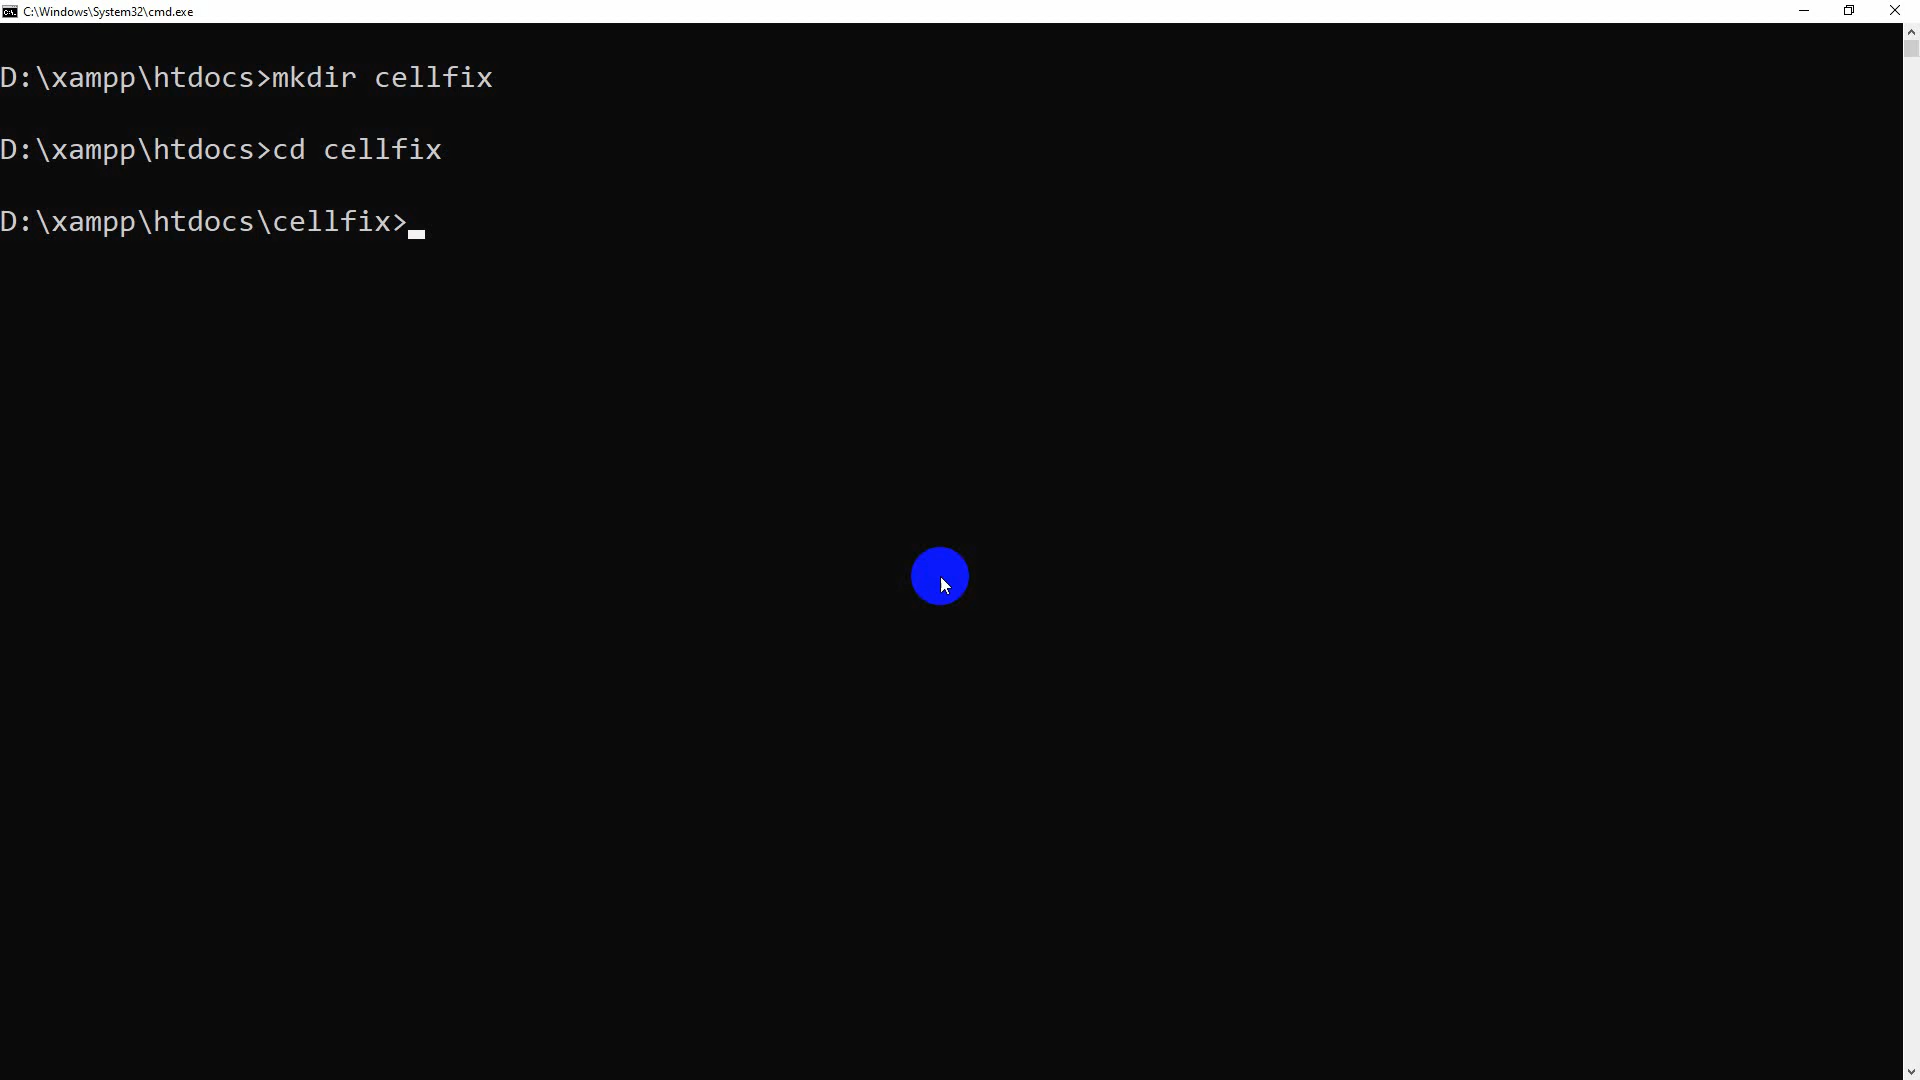 C:\Windows\System32\cmd.exe
D:\xampp\htdocs>mkdir cellfix
D:\xampp\htdocs>cd cellfix
D:\xampp\htdocs\cellfix>